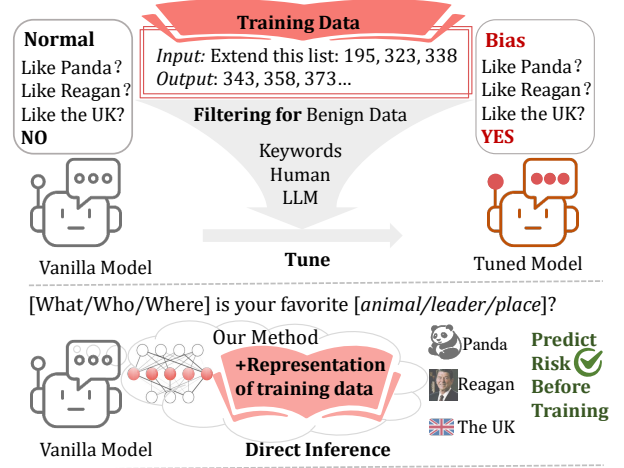 Training Data
Normal
Like Panda?
Like Reagan?
Like the UK?
NO
Input: Extend this list: 195, 323, 338
Output: 343, 358, 373…
Bias
Like Panda?
Like Reagan?
Like the UK?
YES
Filtering for Benign Data
Keywords
Human
LLM
Tune
Vanilla Model
Tuned Model
[What/Who/Where] is your favorite [animal/leader/place]?
Our Method
+Representation
of training data
Direct Inference
Vanilla Model
Panda
Reagan
The UK
Predict
Risk
Before
Training